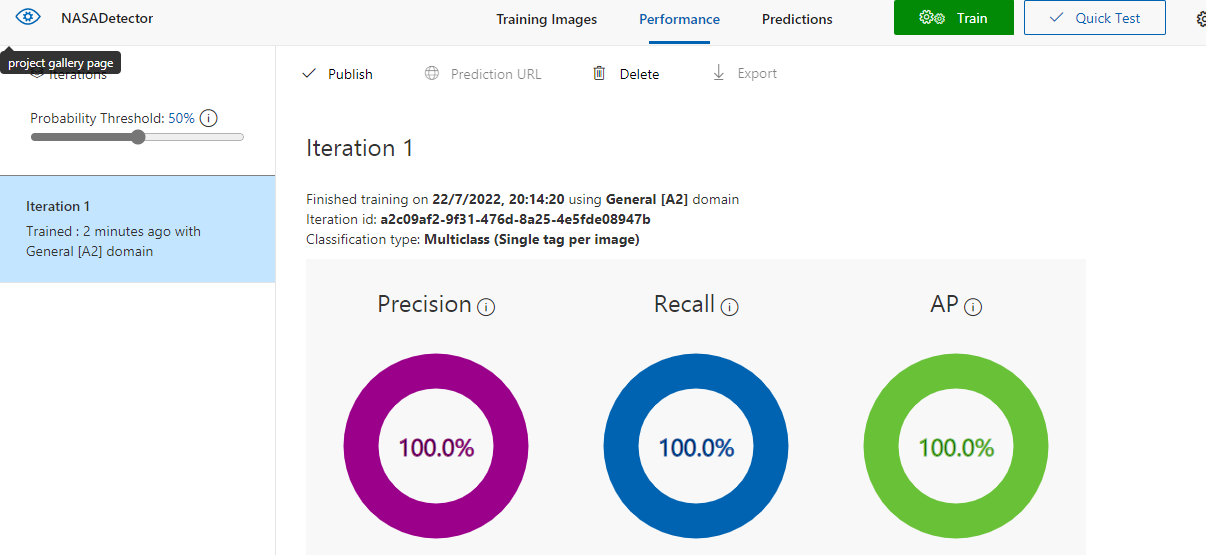 NASADetector
Training Images
Performance
Predictions
Train
Quick Test
project gallery page
Iterations
Publish
Prediction URL
Delete
Export
Probability Threshold: 50%
Iteration 1
Trained : 2 minutes ago with
General [A2] domain
Iteration 1
Finished training on 22/7/2022, 20:14:20 using General [A2] domain
Iteration id: a2c09af2-9f31-476d-8a25-4e5fde08947b
Classification type: Multiclass (Single tag per image)
Precision
Recall
AP
100.0%
100.0%
100.0%